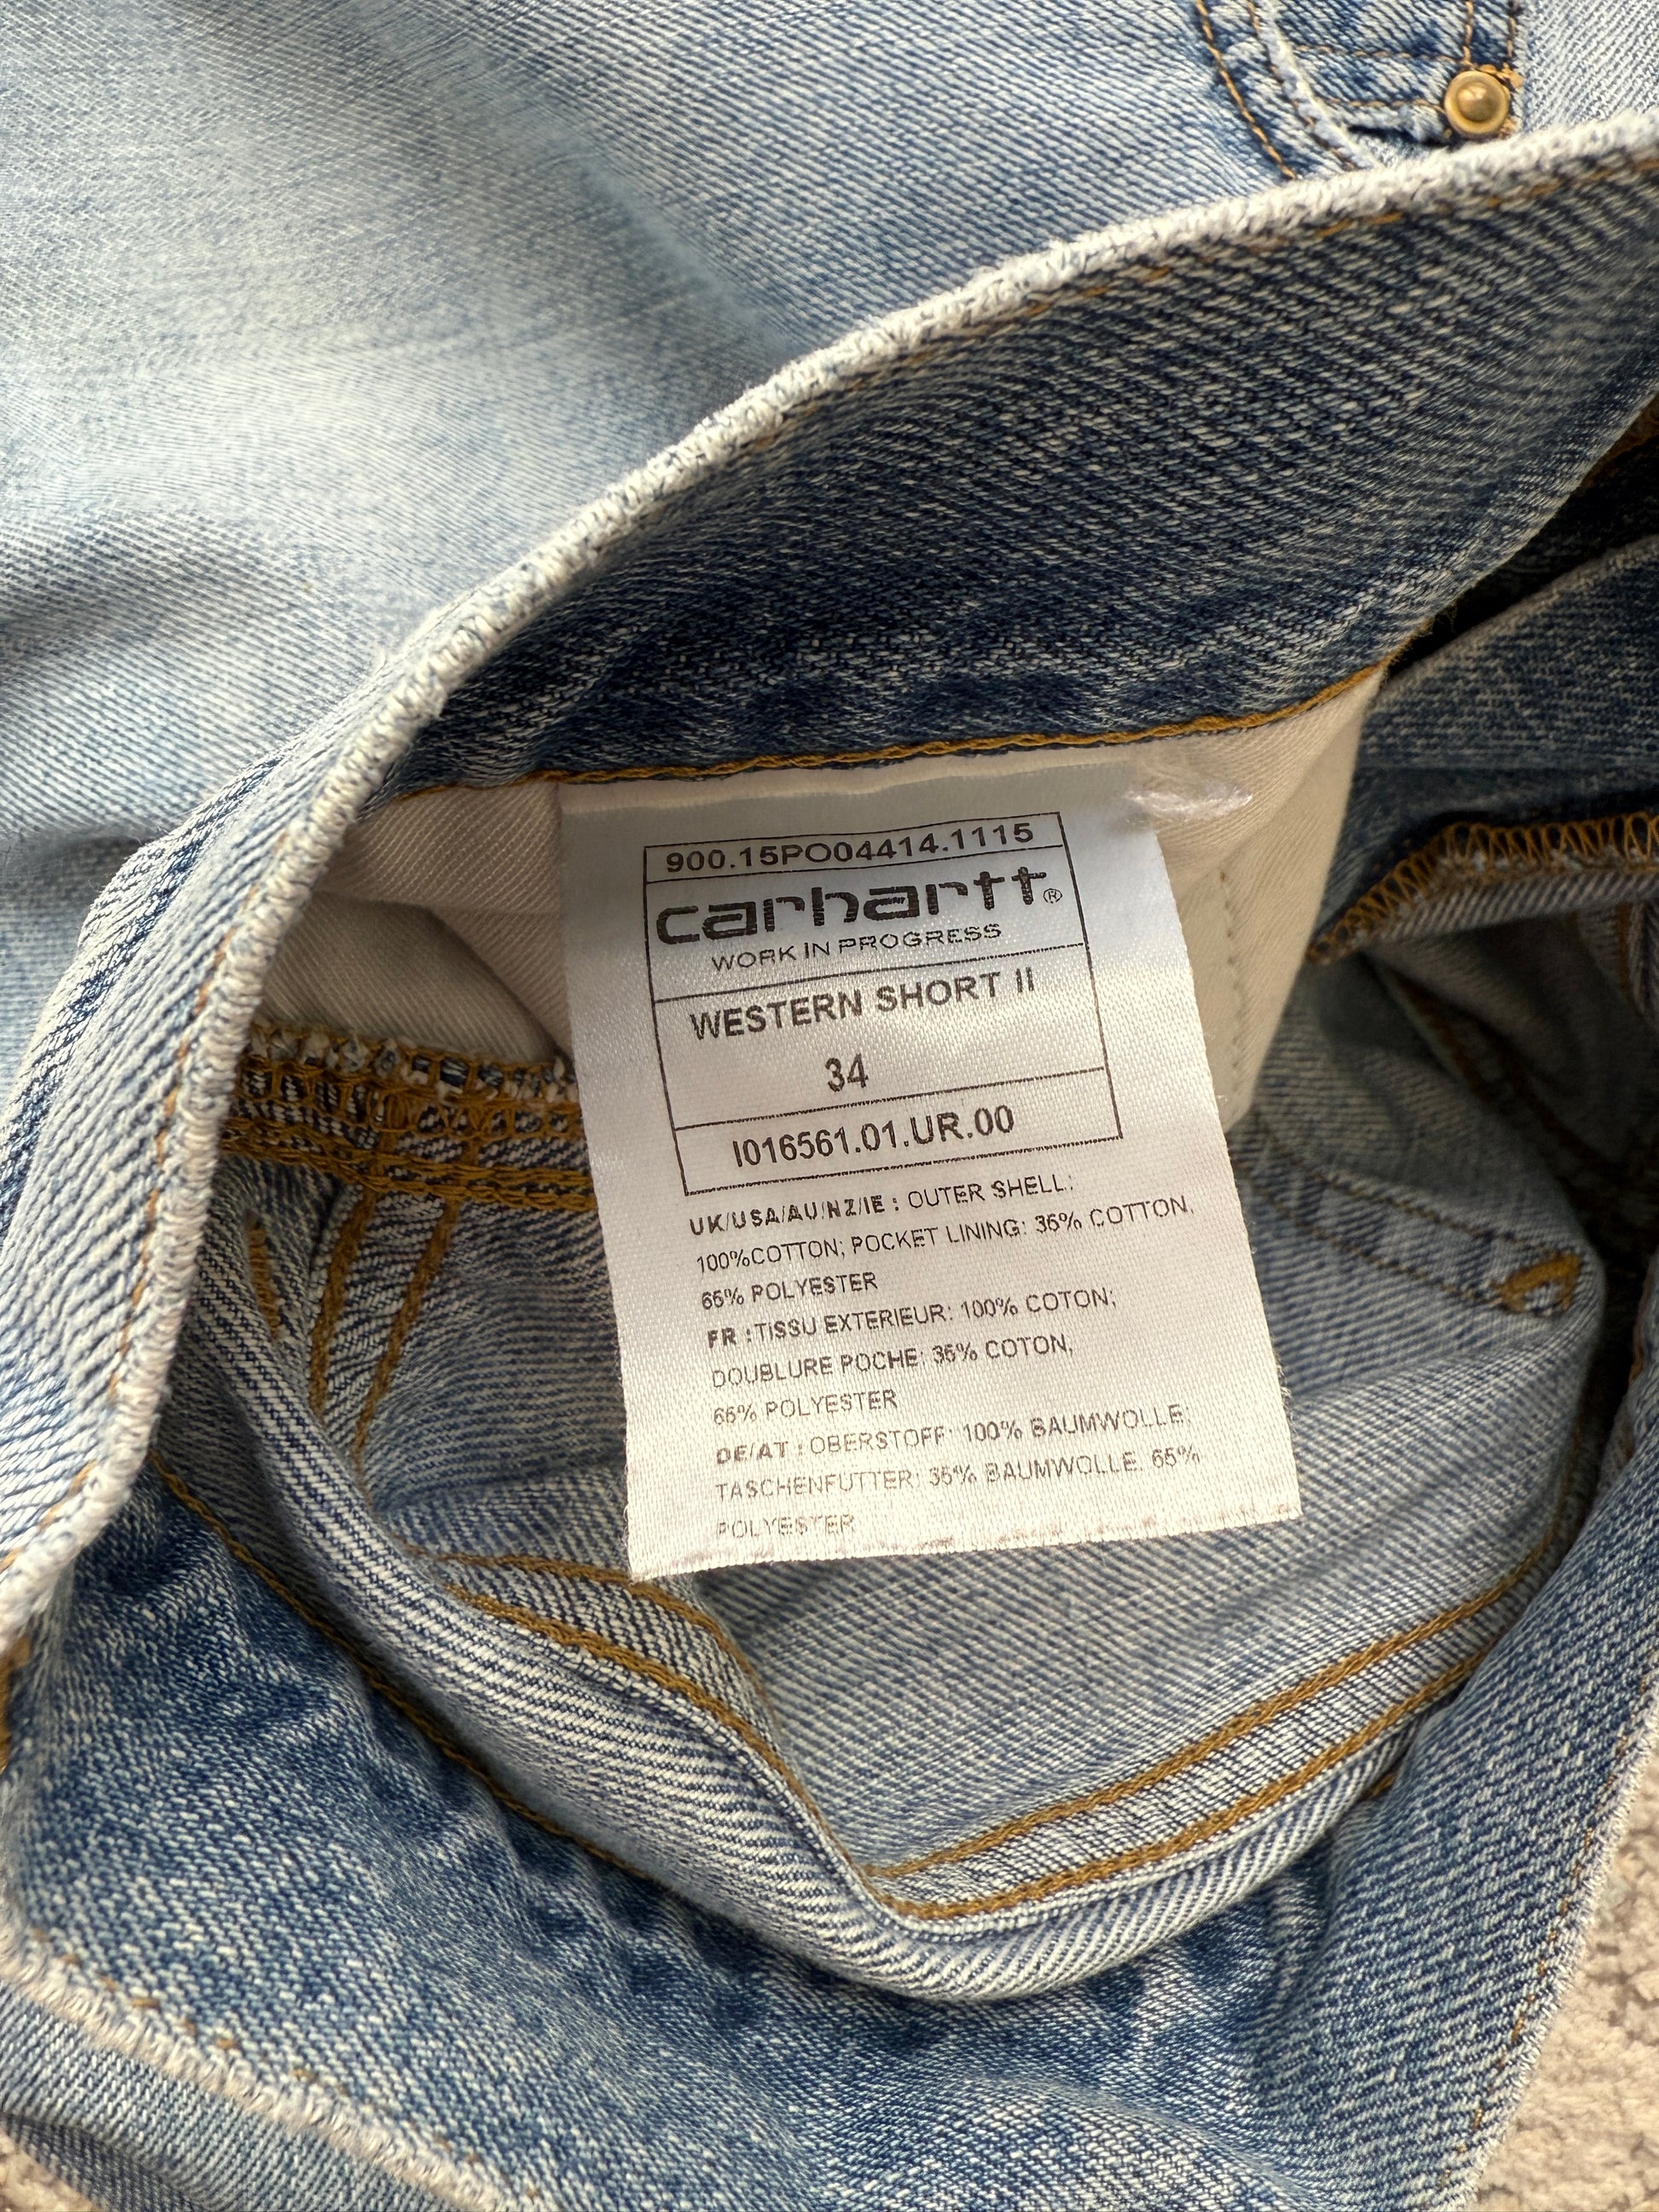 900.15PO04414.1115
carhartt®
WORK IN PROGRESS
WESTERN SHORT II
34
I016561.01.UR.00
UK/USA/AU/NZ/IE : OUTER SHELL:
100%COTTON; POCKET LINING: 35% COTTON,
65% POLYESTER
FR :TISSU EXTERIEUR: 100% COTON;
DOUBLURE POCHE: 35% COTON,
65% POLYESTER
DE/AT : OBERSTOFF: 100% BAUMWOLLE;
TASCHENFUTTER: 35% BAUMWOLLE, 65%
POLYESTER